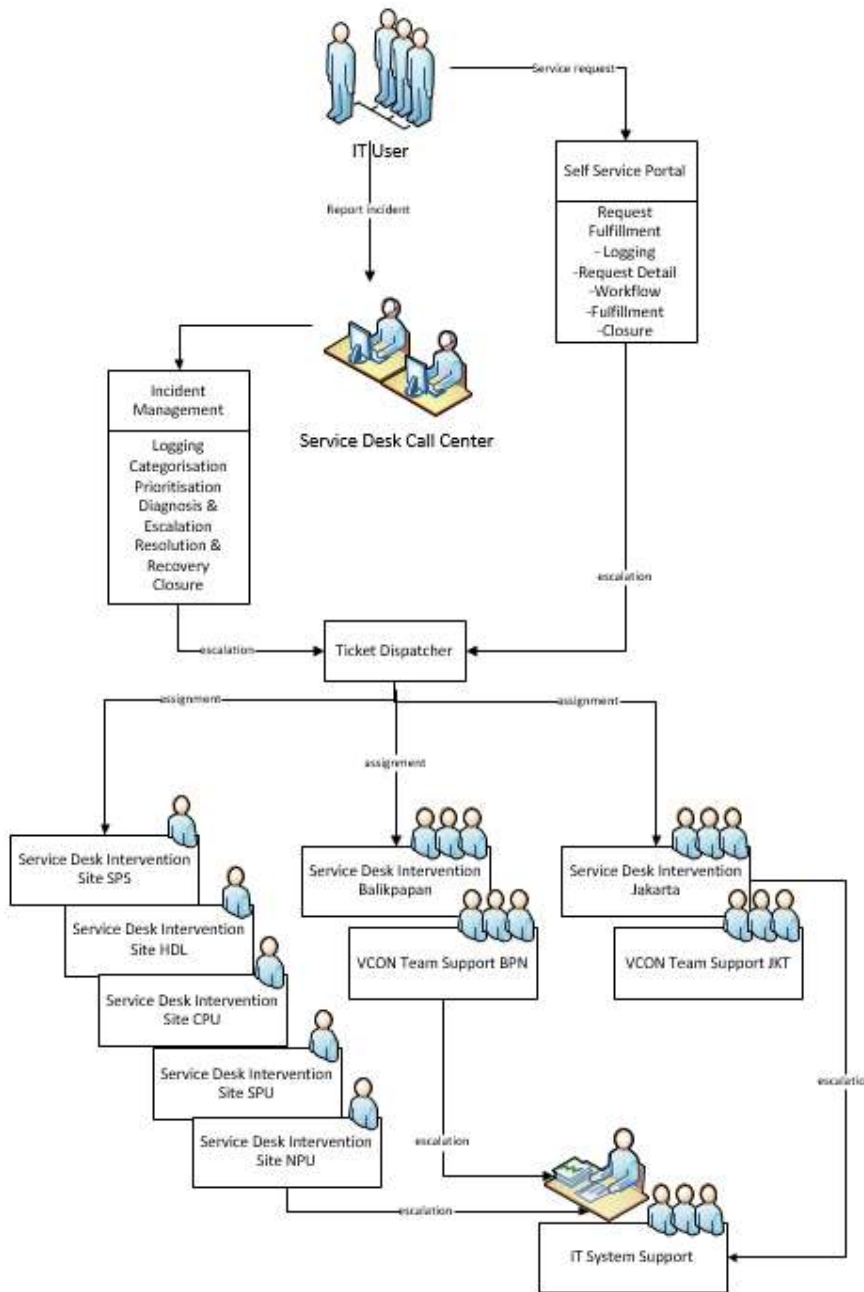 Service request
IT User
Self Service Portal
Request
Fulfillment
- Logging
-Request Detail
-Workflow
-Fulfillment
-Closure
Report incident
Incident
Management
Logging
Categorisation
Prioritisation
Diagnosis &
Escalation
Resolution &
Recovery
Closure
Service Desk Call Center
escalation
escalation
Ticket Dispatcher
assignment
assignment
assignment
Service Desk Intervention
Site SPS
Service Desk Intervention
Balikpapan
Service Desk Intervention
Jakarta
Service Desk Intervention
Site HDL
VCON Team Support BPN
VCON Team Support JKT
Service Desk Intervention
Site CPU
Service Desk Intervention
Site SPU
escalation
Service Desk Intervention
Site NPU
escalation
escalation
IT System Support